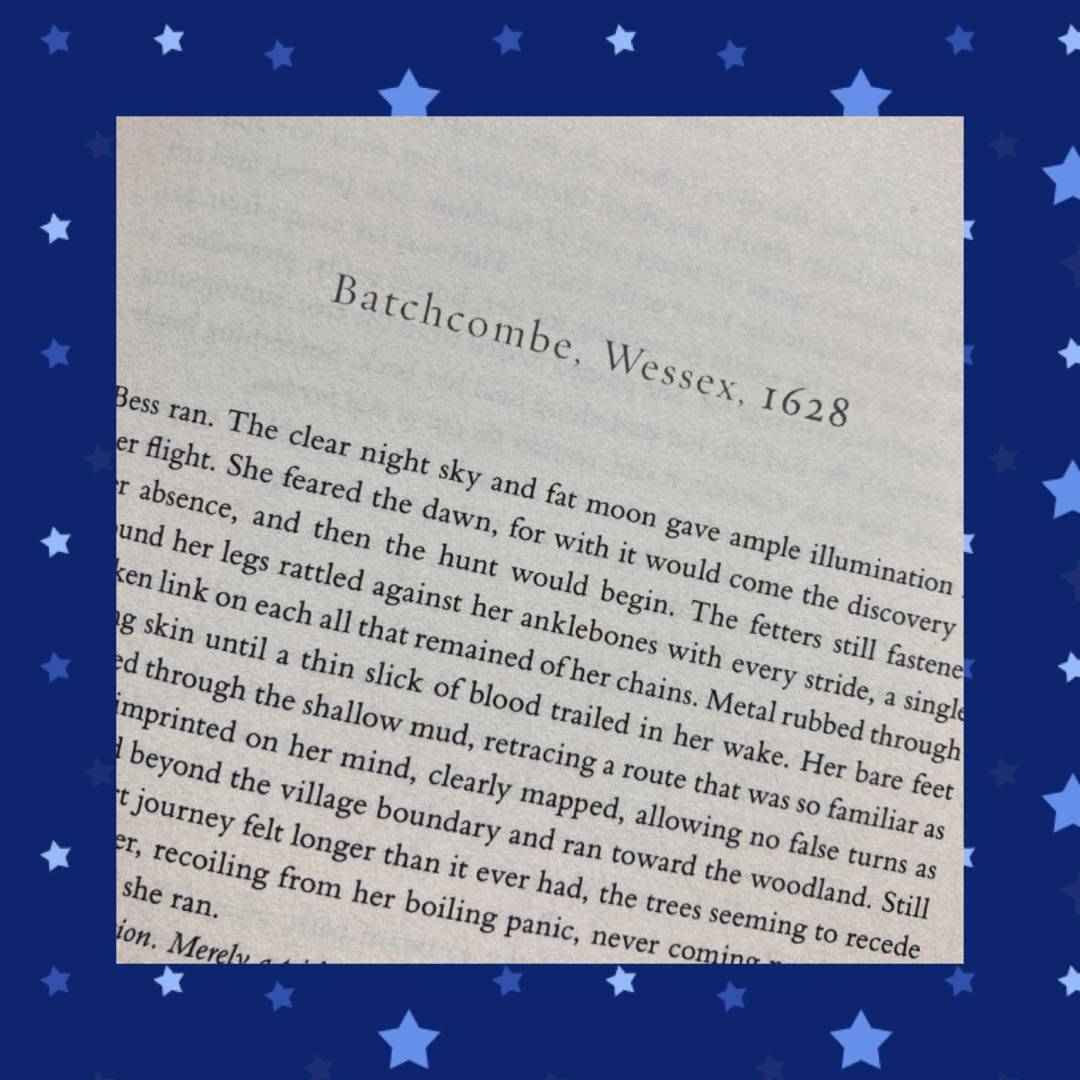 Batchcombe, Wessex, 1628
Bess ran. The clear night sky and fat moon gave ample illumination
er flight. She feared the dawn, for with it would come the discovery
r absence, and then the hunt would begin. The fetters still fastene
und her legs rattled against her anklebones with every stride, a single
ken link on each all that remained of her chains. Metal rubbed through
ng skin until a thin slick of blood trailed in her wake. Her bare feet
ed through the shallow mud, retracing a route that was so familiar as
imprinted on her mind, clearly mapped, allowing no false turns as
d beyond the village boundary and ran toward the woodland. Still
rt journey felt longer than it ever had, the trees seeming to recede
er, recoiling from her boiling panic, never coming
she ran.
ion. Merely a